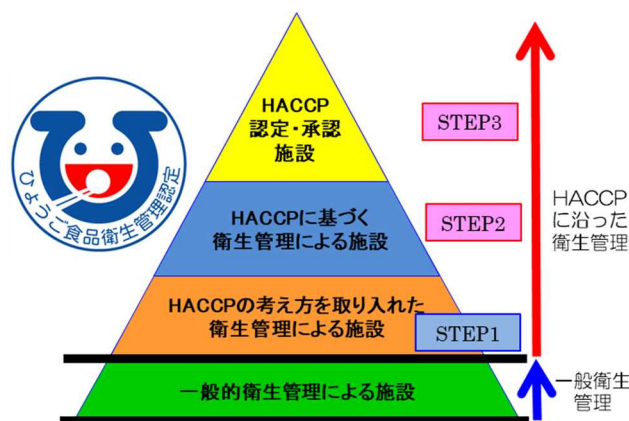 HACCP
認定・承認
施設
STEP3
ひょうご食品衛生管理認定
HACCPに基づく
衛生管理による施設
STEP2
HACCP
に沿った
衛生管理
HACCPの考え方を取り入れた
衛生管理による施設
STEP1
一般的衛生管理による施設
一般衛生
管理